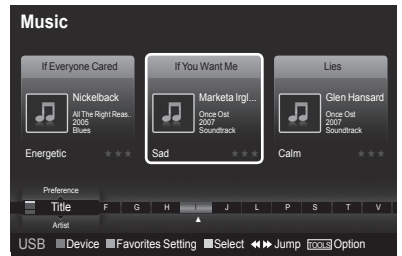 Music
If Everyone Cared
If You Want Me
Lies
Nickelback
All The Right Reas..
2005
Blues
Energetic
Marketa Irgl...
Once Ost
2007
Soundtrack
Sad
Glen Hansard
Once Ost
2007
Soundtrack
Calm
Preference
Title F G H I J L P S T V
Artist
USB Device Favorites Setting Select Jump TOOLS Option